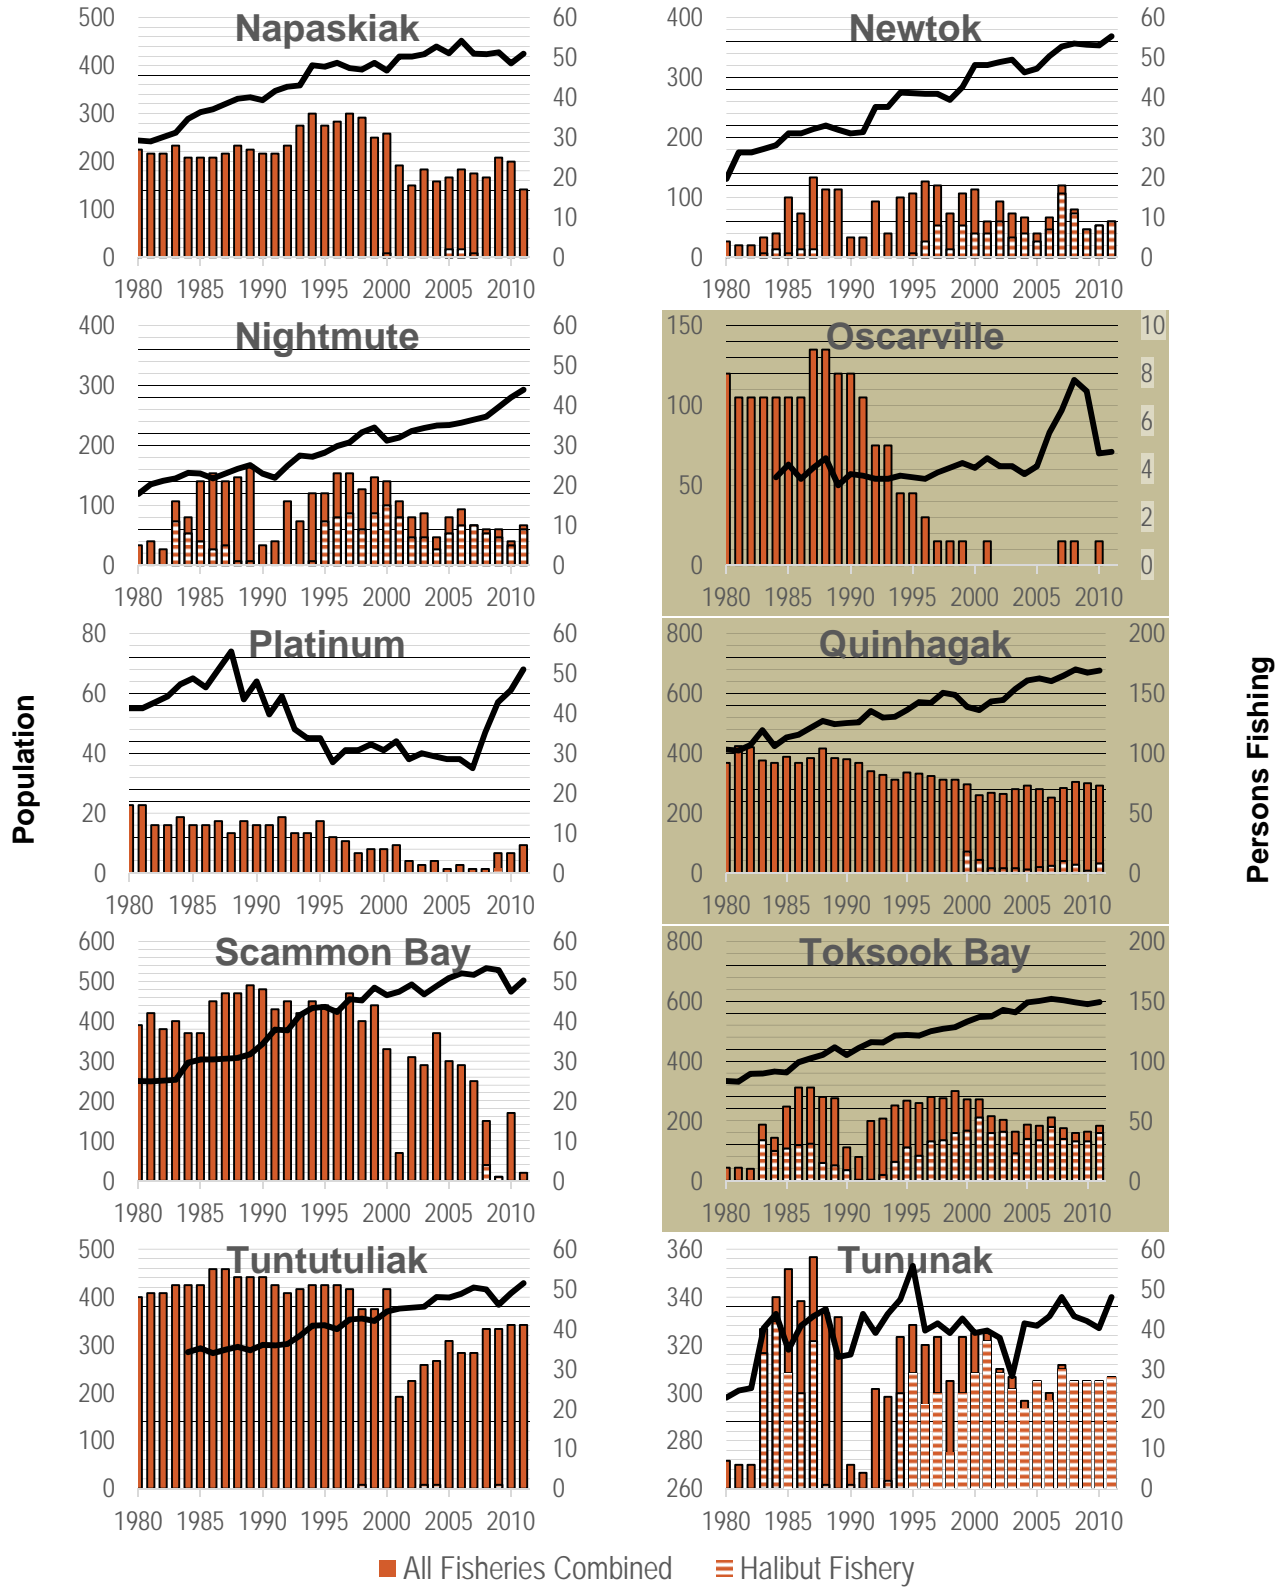 Napaskiak
500 400 300 200 100 0
60 50 40 30 20 10 0
1980 1985 1990 1995 2000 2005 2010
Newtok
400 300 200 100 0
60 50 40 30 20 10 0
1980 1985 1990 1995 2000 2005 2010
Nightmute
400 300 200 100 0
60 50 40 30 20 10 0
1980 1985 1990 1995 2000 2005 2010
Oscarville
150 100 50 0
10 8 6 4 2 0
1980 1985 1990 1995 2000 2005 2010
Population
Platinum
80 60 40 20 0
60 50 40 30 20 10 0
1980 1985 1990 1995 2000 2005 2010
Quinhagak
800 600 400 200 0
200 150 100 50 0
1980 1985 1990 1995 2000 2005 2010
Persons Fishing
Scammon Bay
600 500 400 300 200 100 0
60 50 40 30 20 10 0
1980 1985 1990 1995 2000 2005 2010
Toksook Bay
800 600 400 200 0
200 150 100 50 0
1980 1985 1990 1995 2000 2005 2010
Tuntutuliak
500 400 300 200 100 0
60 50 40 30 20 10 0
1980 1985 1990 1995 2000 2005 2010
Tununak
360 340 320 300 280 260
60 50 40 30 20 10 0
1980 1985 1990 1995 2000 2005 2010
All Fisheries Combined Halibut Fishery